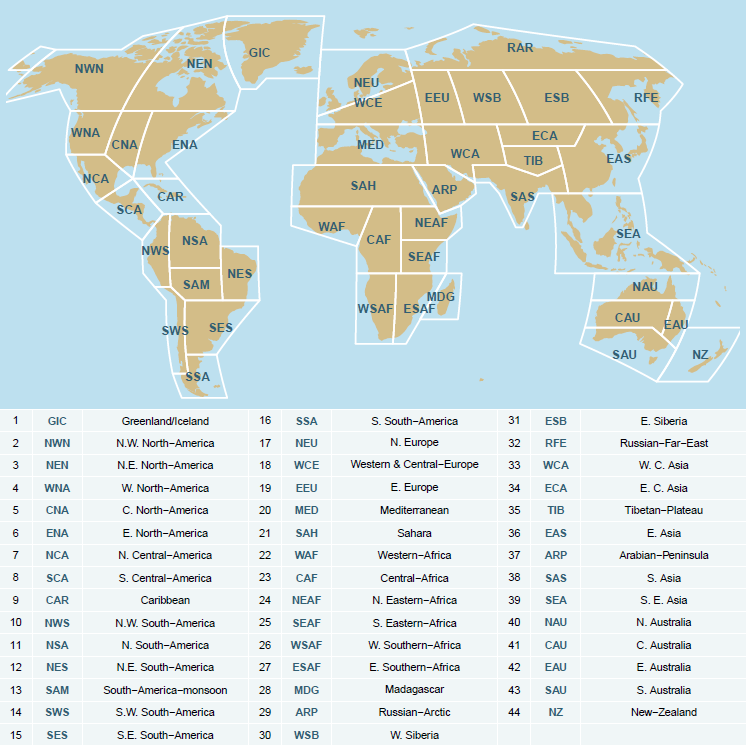 RAR
GIC
NEN
NWN
NEU
WCE
EEU
WSB
ESB
RFE
WNA
CNA
ENA
MED
WCA
ECA
TIB
EAS
NCA
SCA
CAR
SAH
ARP
SAS
WAF
CAF
NEAF
SEAF
SEA
NWS
NSA
SAM
NES
MDG
WSAF
ESAF
NAU
CAU
EAU
SWS
SES
SAU
NZ
SSA
1 GIC Greenland/Iceland 16 SSA S. South−America 31 ESB E. Siberia
2 NWN N.W. North−America 17 NEU N. Europe 32 RFE Russian−Far−East
3 NEN N.E. North−America 18 WCE Western & Central−Europe 33 WCA W. C. Asia
4 WNA W. North−America 19 EEU E. Europe 34 ECA E. C. Asia
5 CNA C. North−America 20 MED Mediterranean 35 TIB Tibetan−Plateau
6 ENA E. North−America 21 SAH Sahara 36 EAS E. Asia
7 NCA N. Central−America 22 WAF Western−Africa 37 ARP Arabian−Peninsula
8 SCA S. Central−America 23 CAF Central−Africa 38 SAS S. Asia
9 CAR Caribbean 24 NEAF N. Eastern−Africa 39 SEA S. E. Asia
10 NWS N.W. South−America 25 SEAF S. Eastern−Africa 40 NAU N. Australia
11 NSA N. South−America 26 WSAF W. Southern−Africa 41 CAU C. Australia
12 NES N.E. South−America 27 ESAF E. Southern−Africa 42 EAU E. Australia
13 SAM South−America−monsoon 28 MDG Madagascar 43 SAU S. Australia
14 SWS S.W. South−America 29 ARP Russian−Arctic 44 NZ New−Zealand
15 SES S.E. South−America 30 WSB W. Siberia